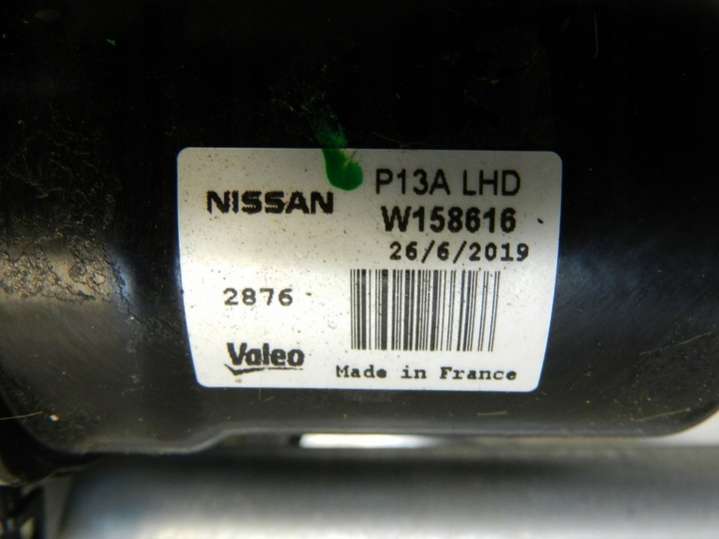 P13A LHD
NISSAN
W158616
26/6/2019
2876
Valeo
Made in France